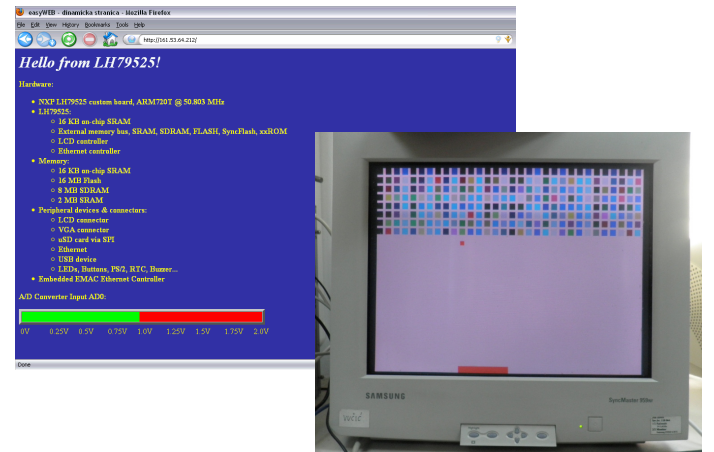 easyWEB - dinamicka stranica - Mozilla Firefox
File Edit View History Bookmarks Tools Help
http://161.53.64.212/
Hello from LH79525!
Hardware:
NXP LH79525 custom board, ARM720T @ 50.803 MHz
LH79525:
16 KB on-chip SRAM
External memory bus, SRAM, SDRAM, FLASH, SyncFlash, xxROM
LCD controller
Ethernet controller
Memory:
16 KB on-chip SRAM
16 MB Flash
8 MB SDRAM
2 MB SRAM
Peripheral devices & connectors:
LCD connector
VGA connector
uSD card via SPI
Ethernet
USB device
LEDs, Buttons, PS/2, RTC, Buzzer...
Embedded EMAC Ethernet Controller
A/D Converter Input AD0:
0V 0.25V 0.5V 0.75V 1.0V 1.25V 1.5V 1.75V 2.0V
Done
SAMSUNG
SyncMaster